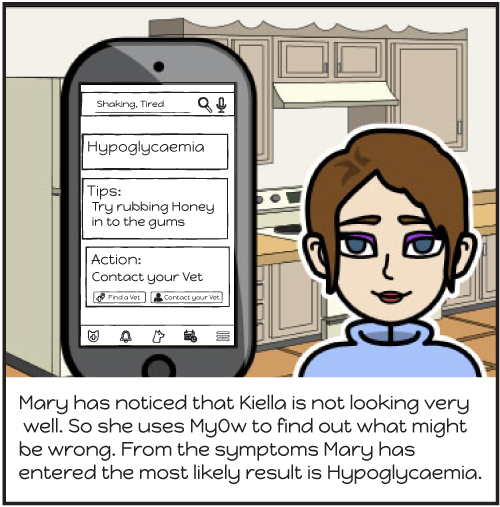 Shaking, Tired
Hypoglycaemia
Tips:
Try rubbing Honey
in to the gums
Action:
Contact your Vet
Find a Vet
Contact your Vet
Mary has noticed that Kiella is not looking very
well. So she uses MyOw to find out what might
be wrong. From the symptoms Mary has
entered the most likely result is Hypoglycaemia.